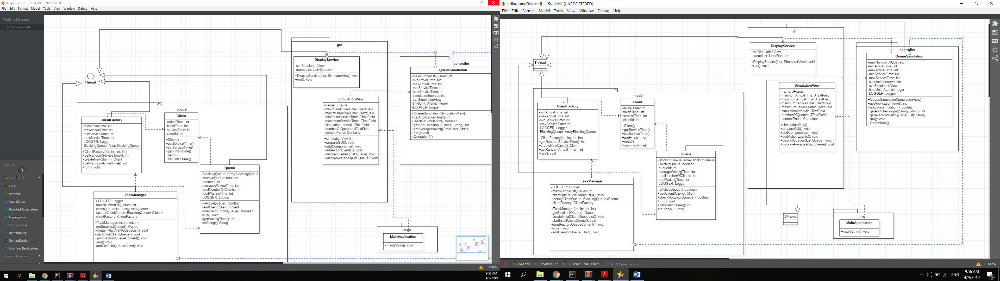 diagrama.mdj — StarUML (UNREGISTERED)
File Edit Format Model Tools View Window Debug Help
Working Diagrams
Main — Model
Toolbox
Classes (Basic)
Class
Interface
Association
Directed Association
Aggregation
Composition
Dependency
Generalization
Interface Realization
Classes (Advanced)
Thread
model
ClientFactory
-minArrivalTime: int
-maxArrivalTime: int
-minServiceTime: int
-maxServiceTime: int
-LOGGER: Logger
-BlockingQueue: ArrayBlockingQueue
+ClientFactory(int, int, int, int)
+getRandomServiceTime(): int
+createNewClient(): Client
+getRandomArrivalTime(): int
+run(): void
Client
-arrivalTime: int
-finishTime: int
-serviceTime: int
-clientId: int
+Client()
+getServiceTime()
+setServiceTime()
+getFinishTime()
+getId()
+setFinishTime()
Queue
-BlockingQueue: ArrayBlockingQueue
-isActiveQueue: boolean
-queueId: int
-averageWaitingTime: int
-totalNumberOfClients: int
-totalWaitingTime: int
-LOGGER: Logger
-isActiveQueue(): boolean
+addClient(Client): Client
+checkNotEmptyQueue(): boolean
+run(): void
+getWaitingTime(): int
+toString(): String
TaskManager
-LOGGER: Logger
-maxNUmberOfQueues: int
-clientQueueList: ArrayList<Queue>
-factoryClientQueue: BlockingQueue<Client>
-clientFactory: ClientFactory
+TaskManager(int, int, int, int)
-getSmallestQueue(): Queue
-createInitialClientQueueList(): void
-startInitialClientQueue(): void
+printFactoryQueueContent(): void
+run(): void
-addClientToQueue(Client): void
gui
DisplayService
-sv: SimulationView
-queueList: List<Queue>
+DisplayService(List, SimulatorView): void
+run(): void
SimulationView
-frame: JFrame
-minimumArrivalTime: JTextField
-maximumArrivalTime: JTextField
-minimumServiceTime: JTextField
-maximumServiceTime: JTextField
-simulationInterval: JTextField
-numberOfQueues: JTextField
-contentPanel: Container
+simulationView()
+prepareGUI(): void
+addComponents(): void
+addActionEvents(): void
+displayQueues(List Queue): void
+displayAverages(List Queue): void
controller
QueueSimulation
-maxNumberOfQueues: int
-minArrivalTime: int
-maxArrivalTime: int
-minServiceTime: int
-maxServiceTime: int
-simulationInterval: int
-sv: SimulationView
-timeUnit: AtomicInteger
-LOGGER: Logger
+QueueSimulation(SimulationView)
+getApplicationTIme(): int
+isActiveSimulation(): boolean
+getAndCheckInput(String, String): int
+getAverageWaitinigTime(List): String
+run(): void
+Operation6()
main
MainApplication
+main(String): void
100%
9:56 AM
4/9/2019
• diagramaFinal.mdj — StarUML (UNREGISTERED)
File Edit Format Model Tools View Window Debug Help
Thread
model
ClientFactory
-minArrivalTime: int
-maxArrivalTime: int
-minServiceTime: int
-maxServiceTime: int
-LOGGER: Logger
-BlockingQueue: ArrayBlockingQueue
+ClientFactory(int, int, int, int)
+getRandomServiceTime(): int
+createNewClient(): Client
+getRandomArrivalTime(): int
+run(): void
Client
-arrivalTime: int
-finishTime: int
-serviceTime: int
-clientId: int
+Client()
+getServiceTime()
+setServiceTime()
+getFinishTime()
+getId()
+setFinishTime()
Queue
-BlockingQueue: ArrayBlockingQueue
-isActiveQueue: boolean
-queueId: int
-averageWaitingTime: int
-totalNumberOfClients: int
-totalWaitingTime: int
-LOGGER: Logger
-isActiveQueue(): boolean
+addClient(Client): Client
+checkNotEmptyQueue(): boolean
+run(): void
+getWaitingTime(): int
+toString(): String
TaskManager
-LOGGER: Logger
-maxNUmberOfQueues: int
-clientQueueList: ArrayList<Queue>
-factoryClientQueue: BlockingQueue<Client>
-clientFactory: ClientFactory
+TaskManager(int, int, int, int)
-getSmallestQueue(): Queue
-createInitialClientQueueList(): void
-startInitialClientQueue(): void
+printFactoryQueueContent(): void
+run(): void
-addClientToQueue(Client): void
gui
DisplayService
-sv: SimulationView
-queueList: List<Queue>
+DisplayService(List, SimulatorView): void
+run(): void
SimulationView
-frame: JFrame
-minimumArrivalTime: JTextField
-maximumArrivalTime: JTextField
-minimumServiceTime: JTextField
-maximumServiceTime: JTextField
-simulationInterval: JTextField
-numberOfQueues: JTextField
-contentPanel: Container
+simulationView()
+prepareGUI(): void
+addComponents(): void
+addActionEvents(): void
+displayQueues(List Queue): void
+displayAverages(List Queue): void
controller
QueueSimulation
-maxNumberOfQueues: int
-minArrivalTime: int
-maxArrivalTime: int
-minServiceTime: int
-maxServiceTime: int
-simulationInterval: int
-sv: SimulationView
-timeUnit: AtomicInteger
-LOGGER: Logger
+QueueSimulation(SimulationView)
+getApplicationTIme(): int
+isActiveSimulation(): boolean
+getAndCheckInput(String, String): int
+getAverageWaitinigTime(List): String
+run(): void
+Operation6()
JFrame
main
MainApplication
+main(String): void
Model controller QueueSimulation [UMLDependency]
80%
ENG
9:56 AM
4/9/2019
5